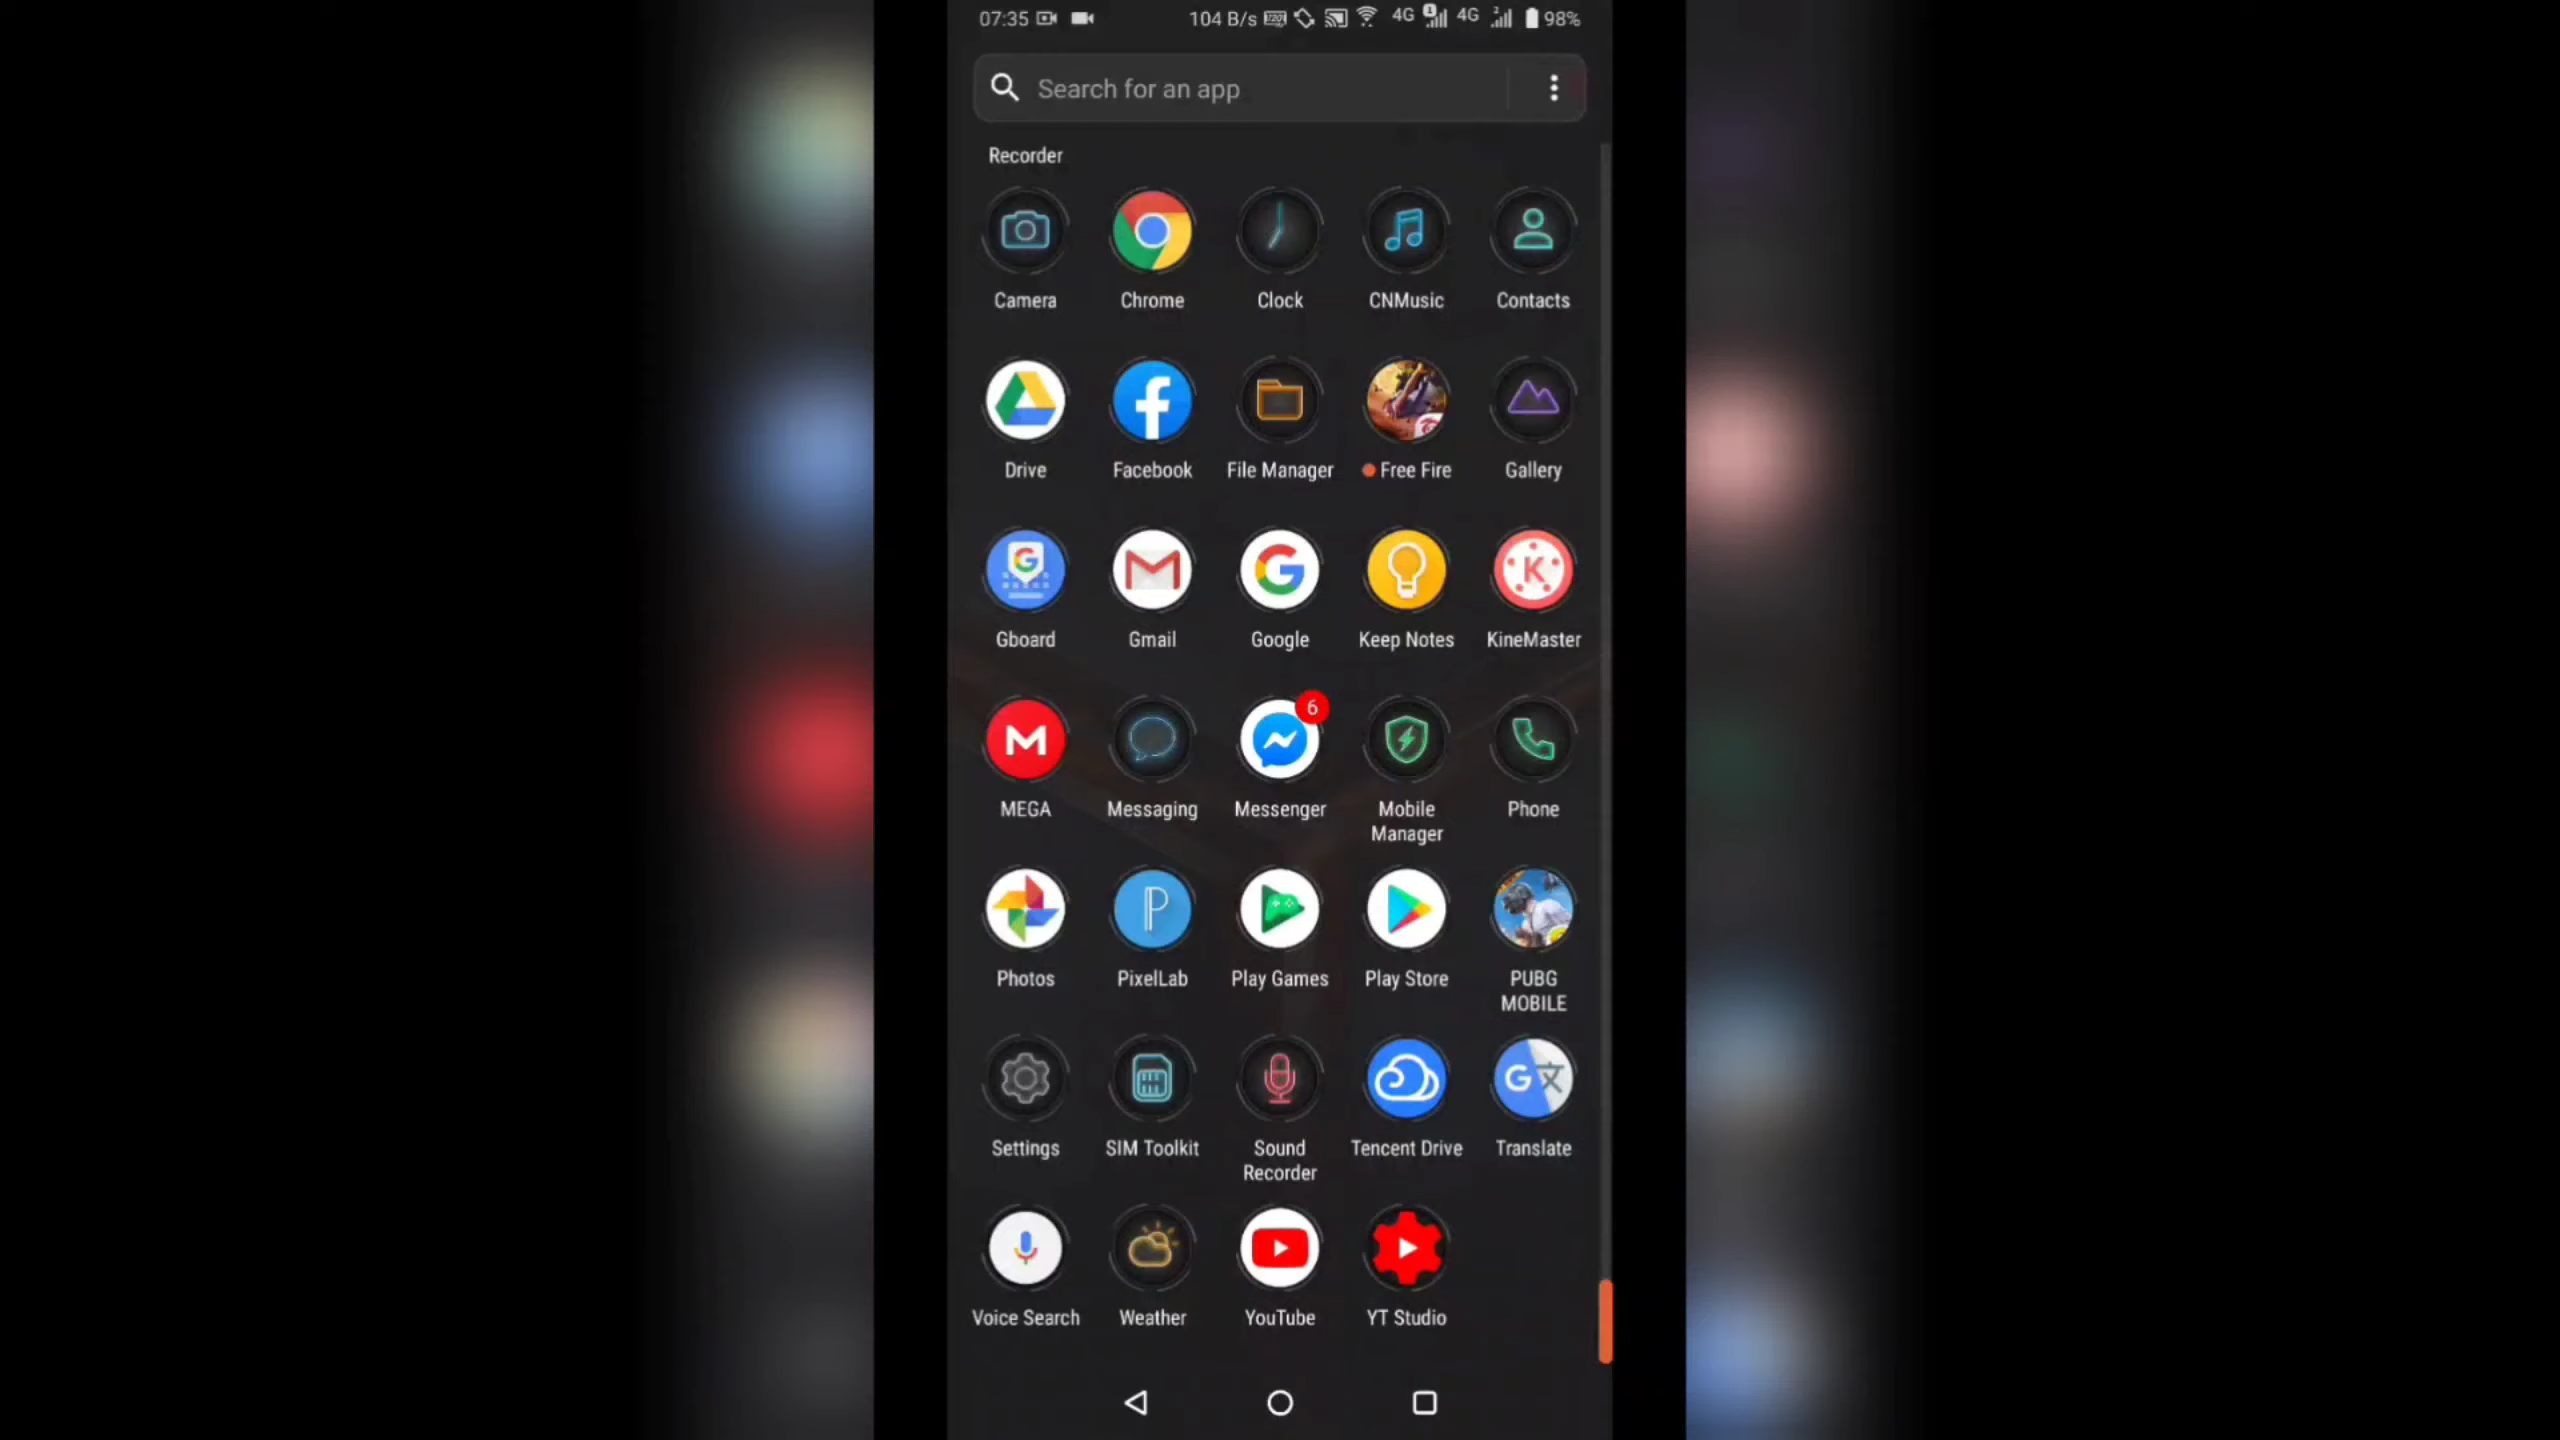 07:35 104 B/s 4G 4G 98%
Search for an app
Recorder
Camera Chrome Clock CNMusic Contacts
Drive Facebook File Manager Free Fire Gallery
Gboard Gmail Google Keep Notes KineMaster
6
MEGA Messaging Messenger Mobile Manager Phone
Photos PixelLab Play Games Play Store PUBG MOBILE
Settings SIM Toolkit Sound Recorder Tencent Drive Translate
Voice Search Weather YouTube YT Studio